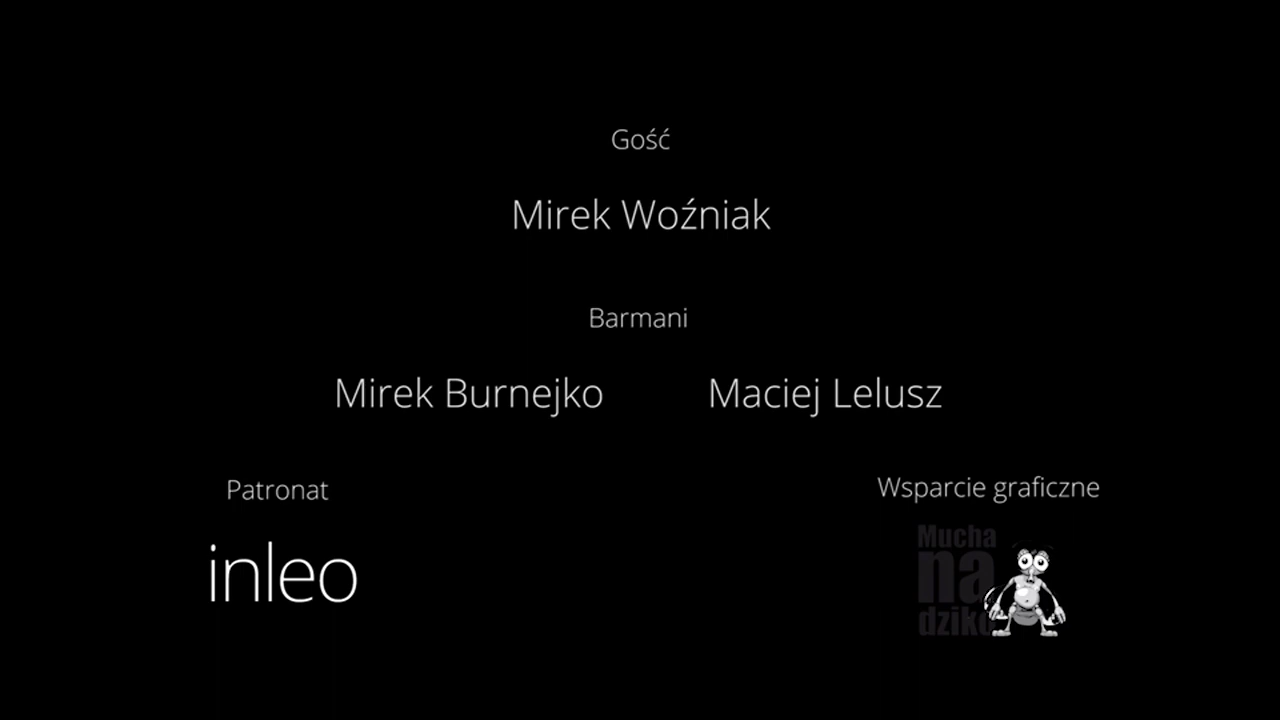 Gość
Mirek Woźniak
Barmani
Mirek Burnejko Maciej Lelusz
Patronat
Wsparcie graficzne
inleo
Mucha
na
dziko